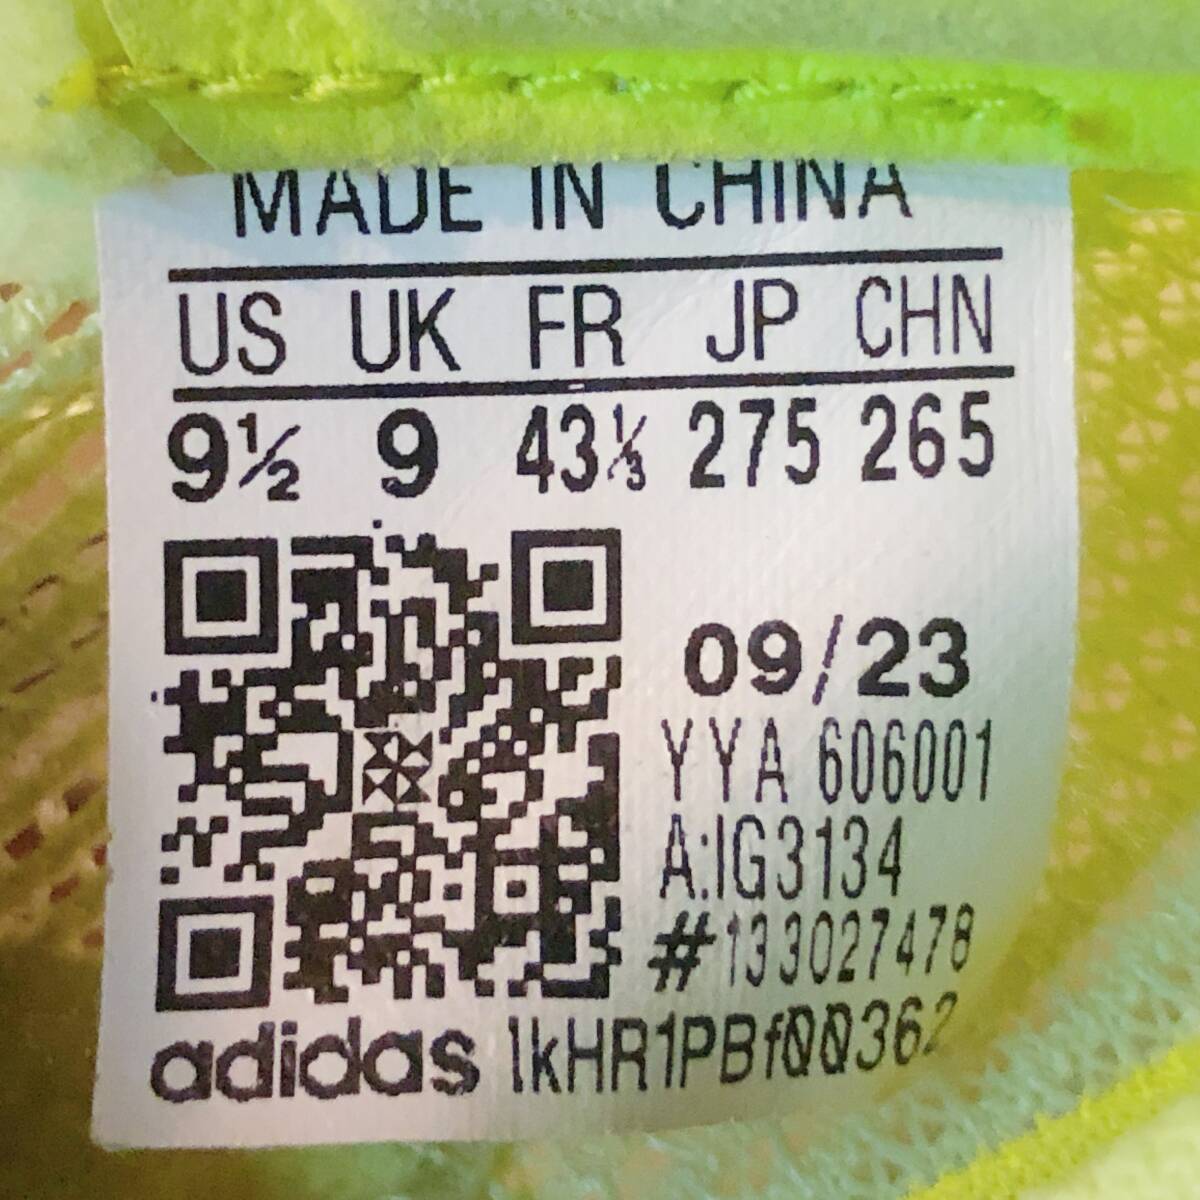 MADE IN CHINA
US UK FR JP CHN
9½ 9 43⅓ 275 265
09/23
YYA 606001
A:IG3134
#133027478
adidas 1kHR1PBf00362